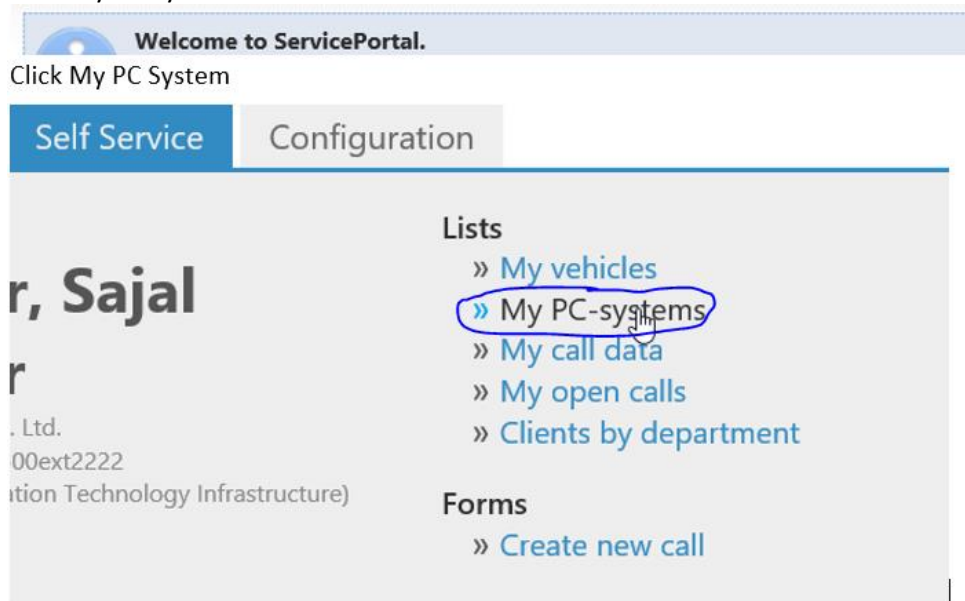 Welcome to ServicePortal.
Click My PC System
Self Service Configuration
Lists
» My vehicles
r, Sajal
» My PC-systems
» My call data
r
» My open calls
. Ltd.
» Clients by department
00ext2222
ation Technology Infrastructure)
Forms
» Create new call